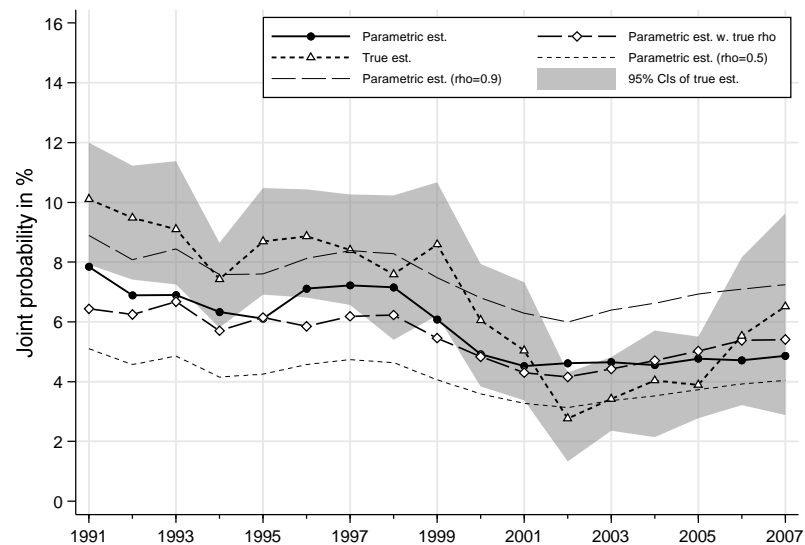 Parametric est.
Parametric est. w. true rho
True est.
Parametric est. (rho=0.5)
Parametric est. (rho=0.9)
95% CIs of true est.
Joint probability in %
16
14
12
10
8
6
4
2
0
1991 1993 1995 1997 1999 2001 2003 2005 2007